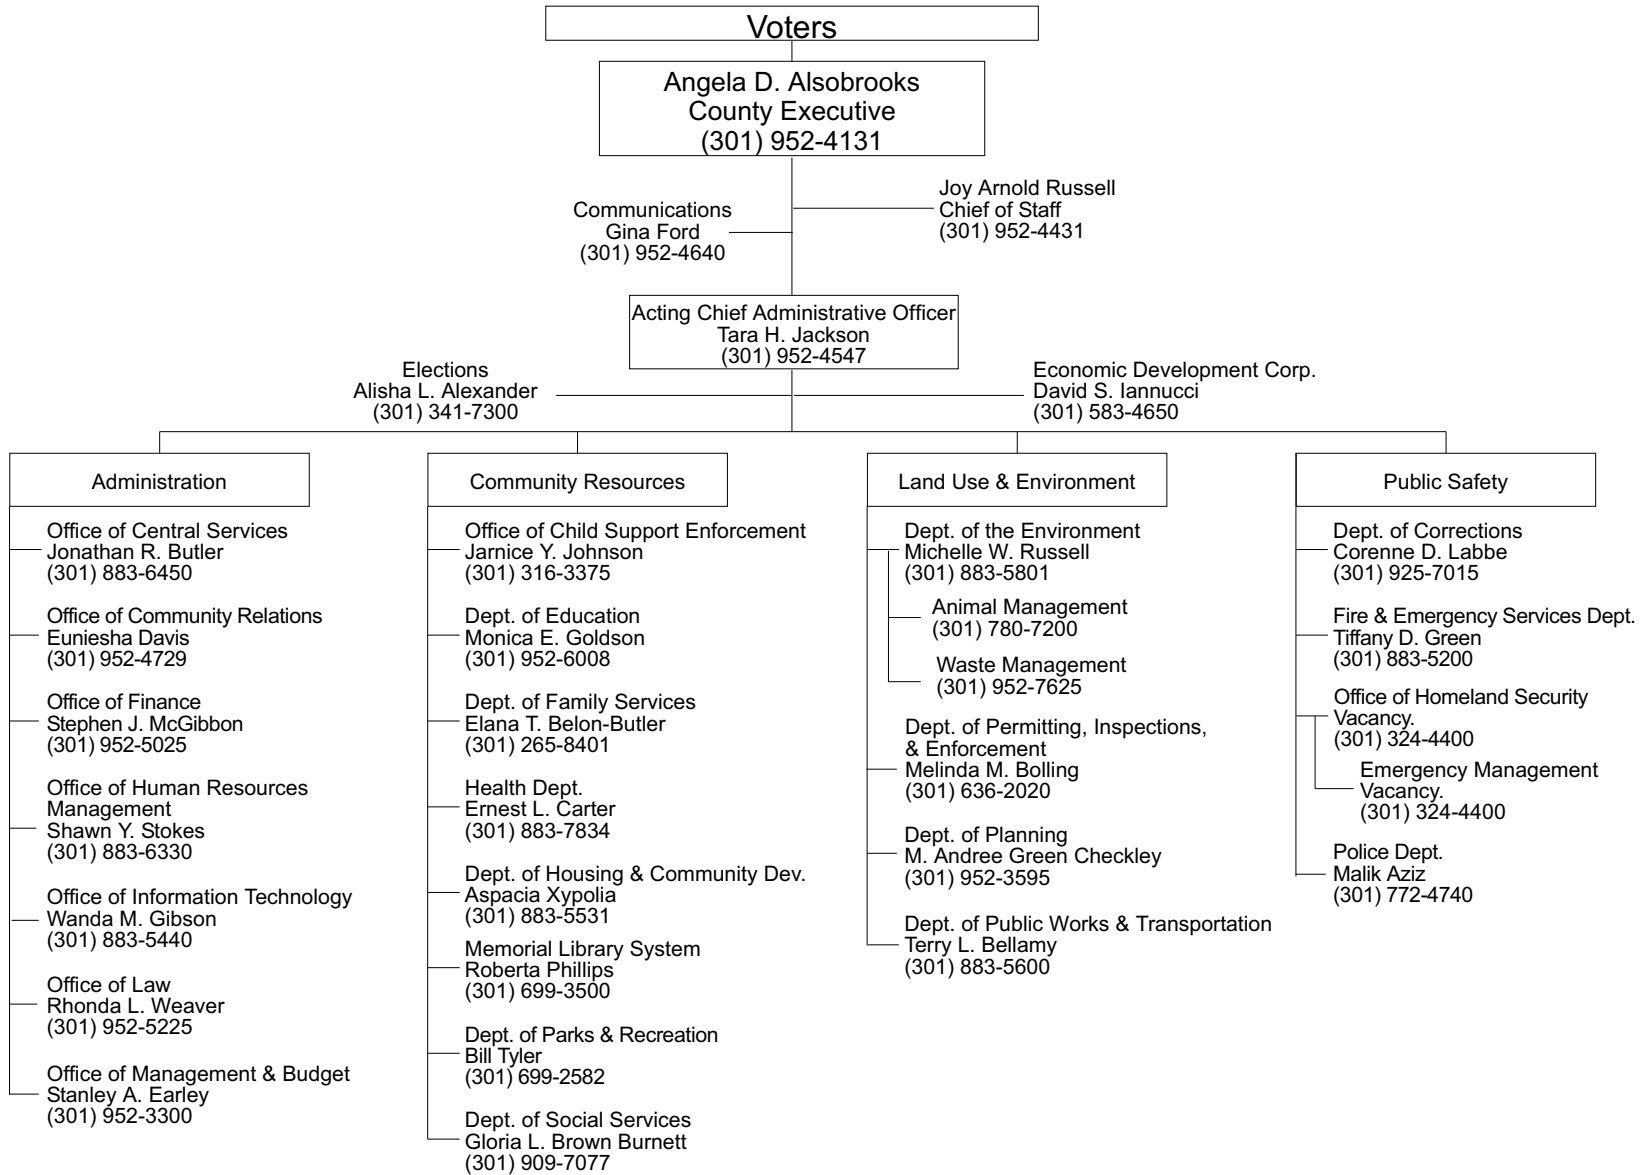 Voters
Angela D. Alsobrooks
County Executive
(301) 952-4131
Joy Arnold Russell
Chief of Staff
(301) 952-4431
Communications
Gina Ford
(301) 952-4640
Acting Chief Administrative Officer
Tara H. Jackson
(301) 952-4547
Elections
Alisha L. Alexander
(301) 341-7300
Economic Development Corp.
David S. Iannucci
(301) 583-4650
Administration
Office of Central Services
Jonathan R. Butler
(301) 883-6450
Office of Community Relations
Euniesha Davis
(301) 952-4729
Office of Finance
Stephen J. McGibbon
(301) 952-5025
Office of Human Resources
Management
Shawn Y. Stokes
(301) 883-6330
Office of Information Technology
Wanda M. Gibson
(301) 883-5440
Office of Law
Rhonda L. Weaver
(301) 952-5225
Office of Management & Budget
Stanley A. Earley
(301) 952-3300
Community Resources
Office of Child Support Enforcement
Jarnice Y. Johnson
(301) 316-3375
Dept. of Education
Monica E. Goldson
(301) 952-6008
Dept. of Family Services
Elana T. Belon-Butler
(301) 265-8401
Health Dept.
Ernest L. Carter
(301) 883-7834
Dept. of Housing & Community Dev.
Aspacia Xypolia
(301) 883-5531
Memorial Library System
Roberta Phillips
(301) 699-3500
Dept. of Parks & Recreation
Bill Tyler
(301) 699-2582
Dept. of Social Services
Gloria L. Brown Burnett
(301) 909-7077
Land Use & Environment
Dept. of the Environment
Michelle W. Russell
(301) 883-5801
Animal Management
(301) 780-7200
Waste Management
(301) 952-7625
Dept. of Permitting, Inspections,
& Enforcement
Melinda M. Bolling
(301) 636-2020
Dept. of Planning
M. Andree Green Checkley
(301) 952-3595
Dept. of Public Works & Transportation
Terry L. Bellamy
(301) 883-5600
Public Safety
Dept. of Corrections
Corenne D. Labbe
(301) 925-7015
Fire & Emergency Services Dept.
Tiffany D. Green
(301) 883-5200
Office of Homeland Security
Vacancy.
(301) 324-4400
Emergency Management
Vacancy.
(301) 324-4400
Police Dept.
Malik Aziz
(301) 772-4740